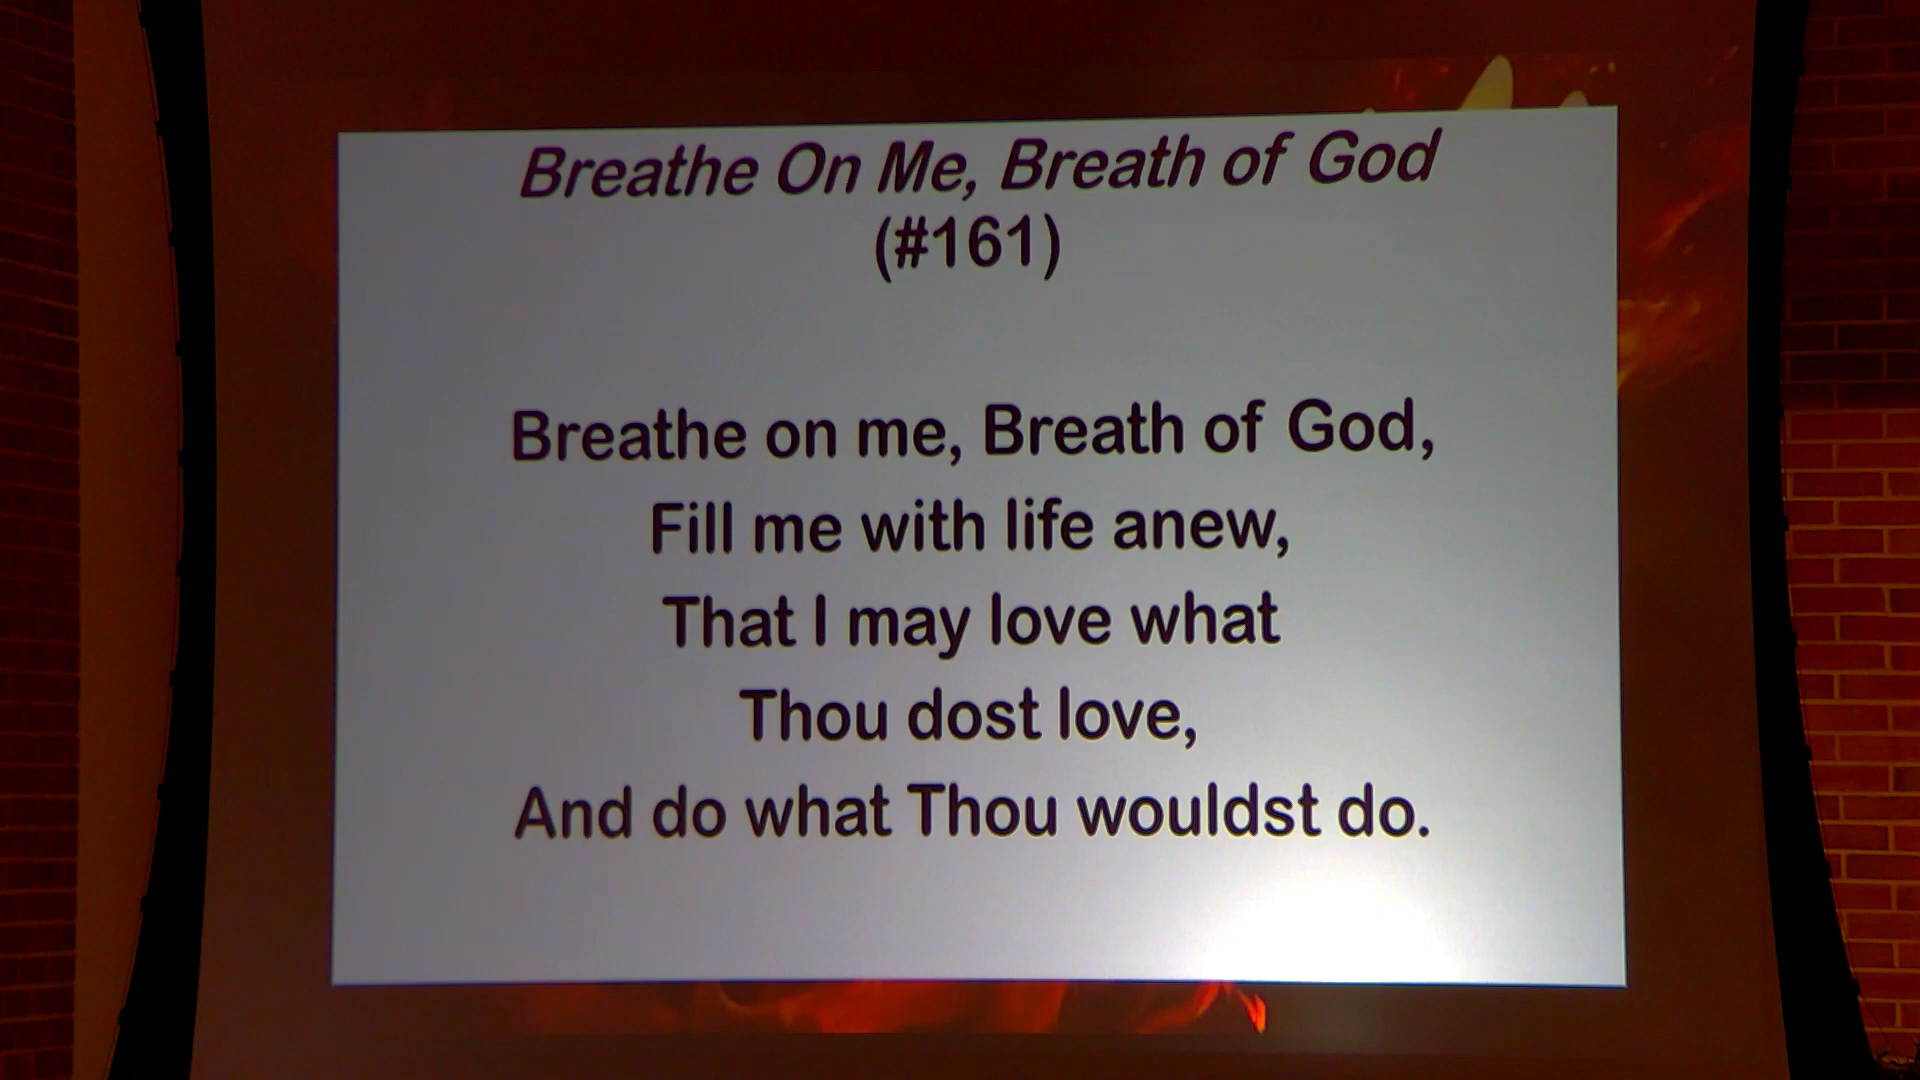 Breathe On Me, Breath of God
(#161)
Breathe on me, Breath of God,
Fill me with life anew,
That I may love what
Thou dost love,
And do what Thou wouldst do.